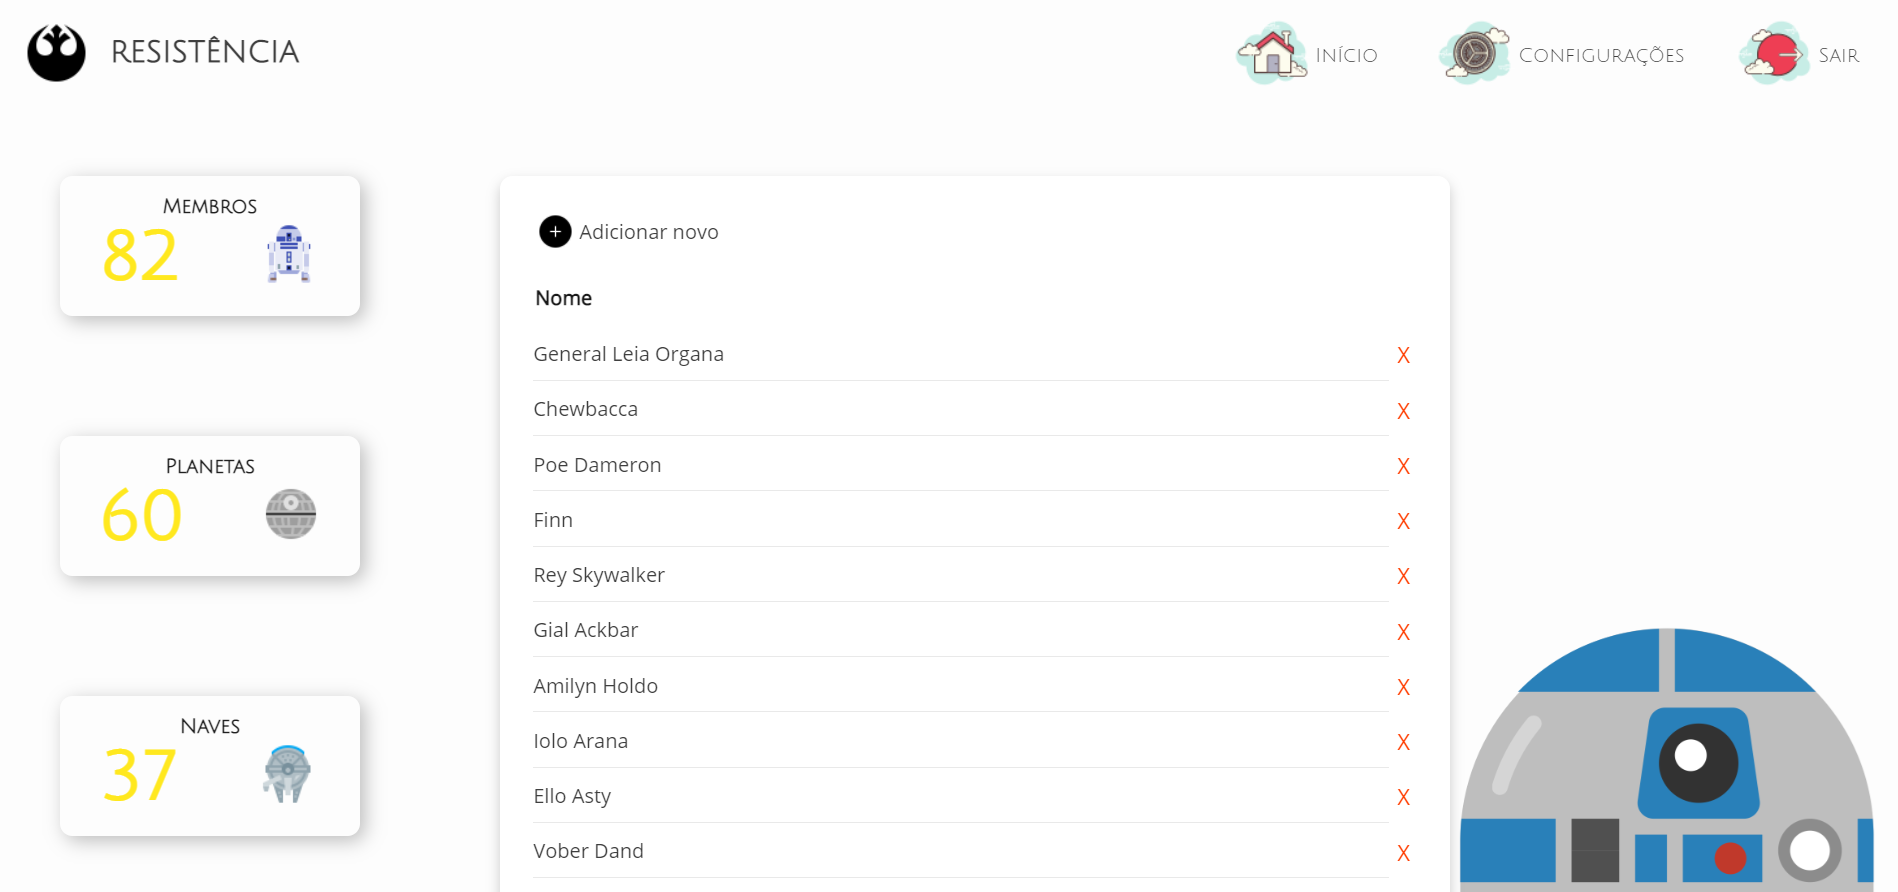 RESISTÊNCIA
Início
Configurações
Sair
Membros
82
Planetas
60
Naves
37
+ Adicionar novo
Nome
General Leia Organa X
Chewbacca X
Poe Dameron X
Finn X
Rey Skywalker X
Gial Ackbar X
Amilyn Holdo X
Iolo Arana X
Ello Asty X
Vober Dand X